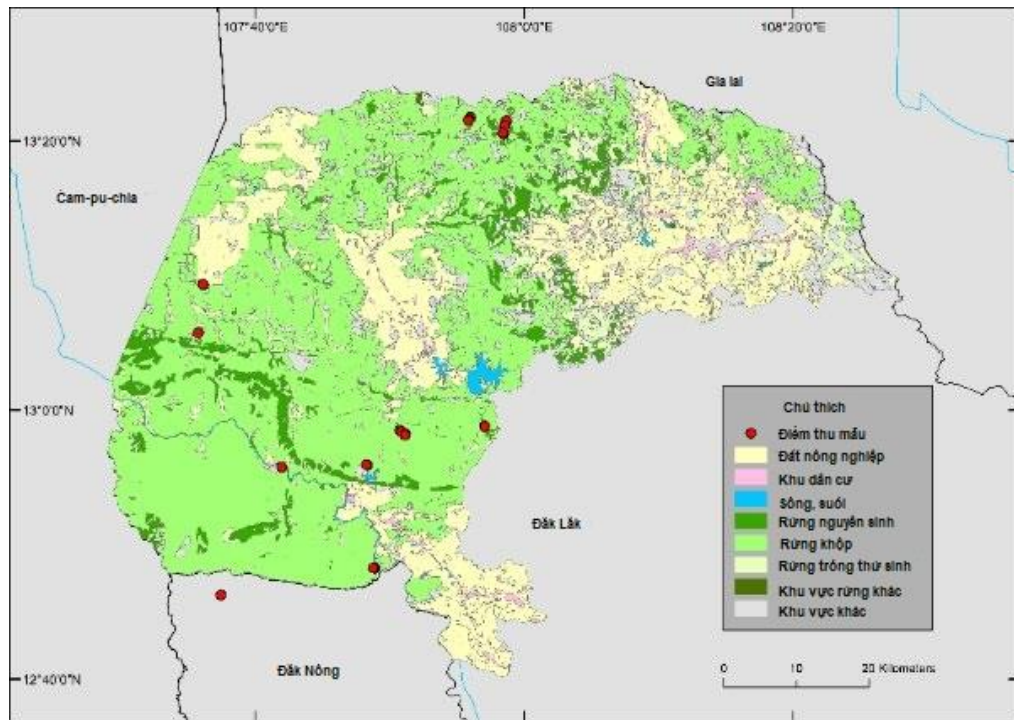 107°40'0"E 108°0'0"E 108°20'0"E
Gia lai
13°20'0"N
Cam-pu-chia
13°0'0"N
Chú thích
Điểm thu mẫu
Đất nông nghiệp
Khu dân cư
Sông, suối
Rừng nguyên sinh
Rừng khộp
Rừng trồng thứ sinh
Khu vực rừng khác
Khu vực khác
Đăk Lăk
Đăk Nông
12°40'0"N
0 10 20 Kilometers